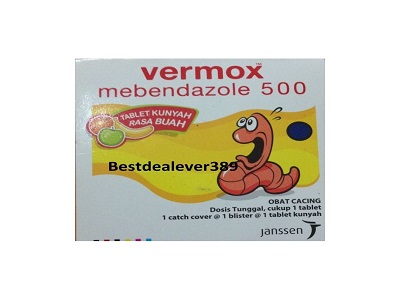 vermox™
mebendazole 500
TABLET KUNYAH
RASA BUAH
Bestdealever389
OBAT CACING
Dosis Tunggal, cukup 1 tablet
1 catch cover @ 1 blister @ 1 tablet kunyah
janssen